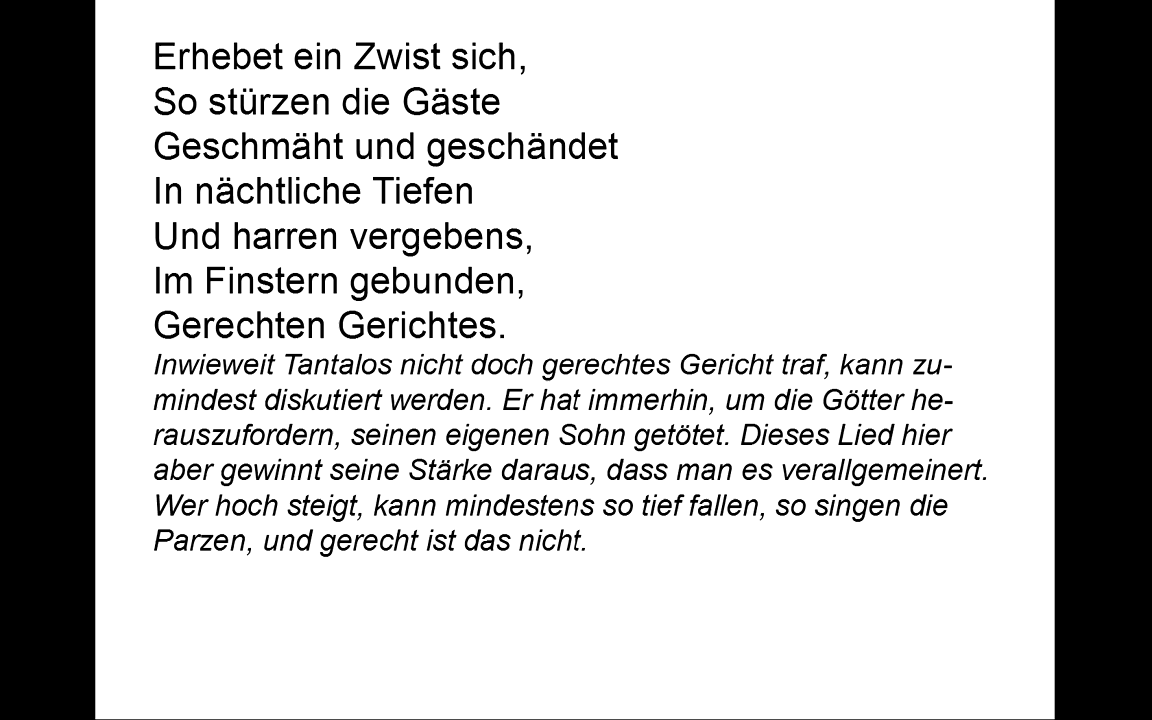 Erhebet ein Zwist sich,
So stürzen die Gäste
Geschmäht und geschändet
In nächtliche Tiefen
Und harren vergebens,
Im Finstern gebunden,
Gerechten Gerichtes.
Inwieweit Tantalos nicht doch gerechtes Gericht traf, kann zu-
mindest diskutiert werden. Er hat immerhin, um die Götter he-
rauszufordern, seinen eigenen Sohn getötet. Dieses Lied hier
aber gewinnt seine Stärke daraus, dass man es verallgemeinert.
Wer hoch steigt, kann mindestens so tief fallen, so singen die
Parzen, und gerecht ist das nicht.